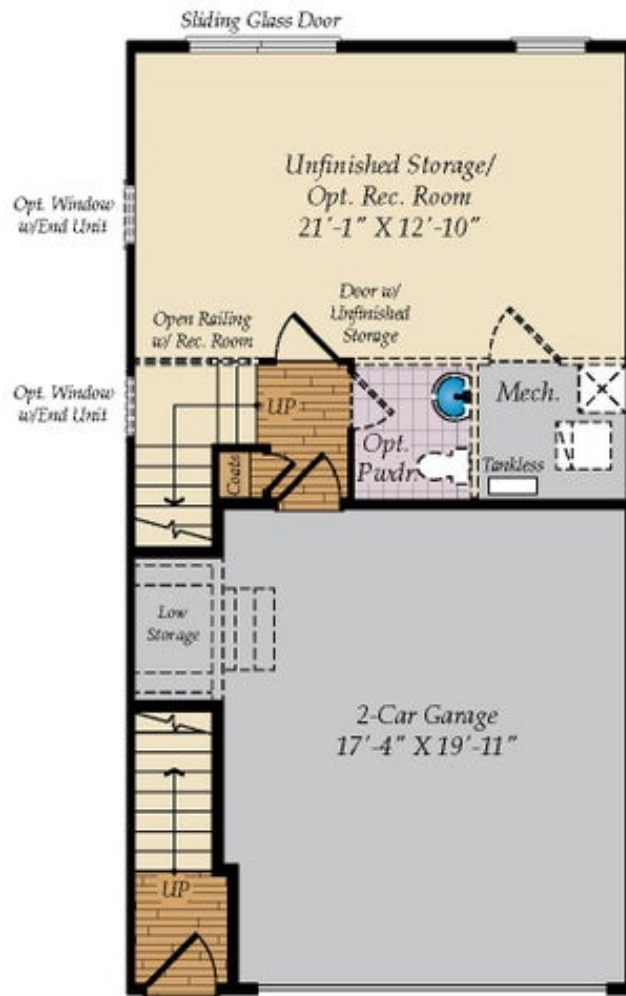 Sliding Glass Door
Unfinished Storage/
Opt. Rec. Room
21'-1" X 12'-10"
Opt. Window
w/End Unit
Door w/
Unfinished
Storage
Open Railing
w/ Rec. Room
Opt. Window
w/End Unit
UP
Mech.
Coats
Opt.
Pwdr.
Tankless
Low
Storage
2-Car Garage
17'-4" X 19'-11"
UP